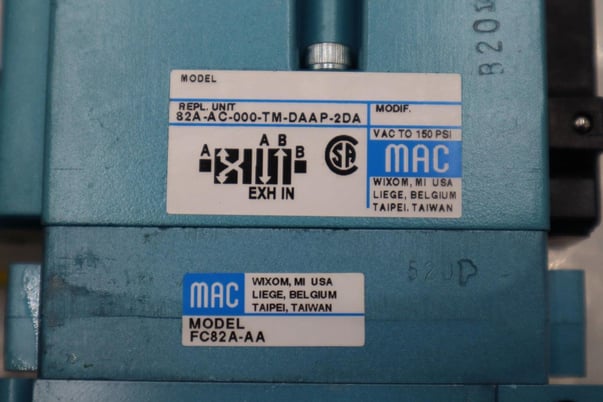 B20
MODEL
REPL. UNIT
82A-AC-000-TM-DAAP-2DA
MODIF.
VAC TO 150 PSI
A B
A B
EXH IN
MAC
WIXOM, MI USA
LIEGE, BELGIUM
TAIPEI, TAIWAN
520P
MAC
WIXOM, MI USA
LIEGE, BELGIUM
TAIPEI, TAIWAN
MODEL
FC82A-AA